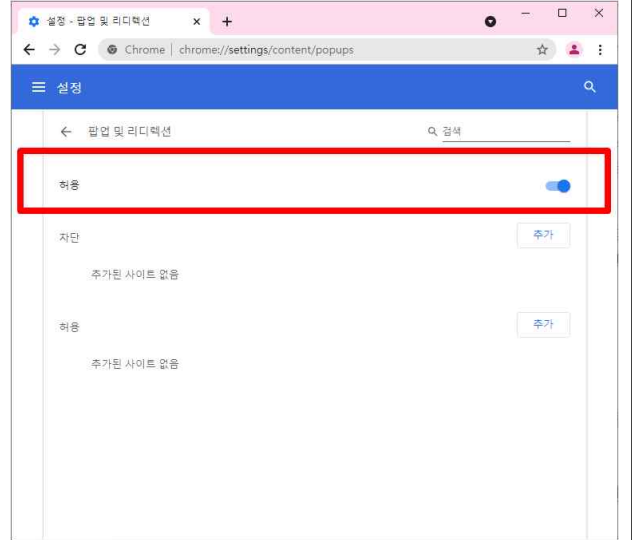 설정 - 팝업 및 리디렉션
Chrome | chrome://settings/content/popups
설정
팝업 및 리디렉션
검색
허용
차단
추가
추가된 사이트 없음
허용
추가
추가된 사이트 없음